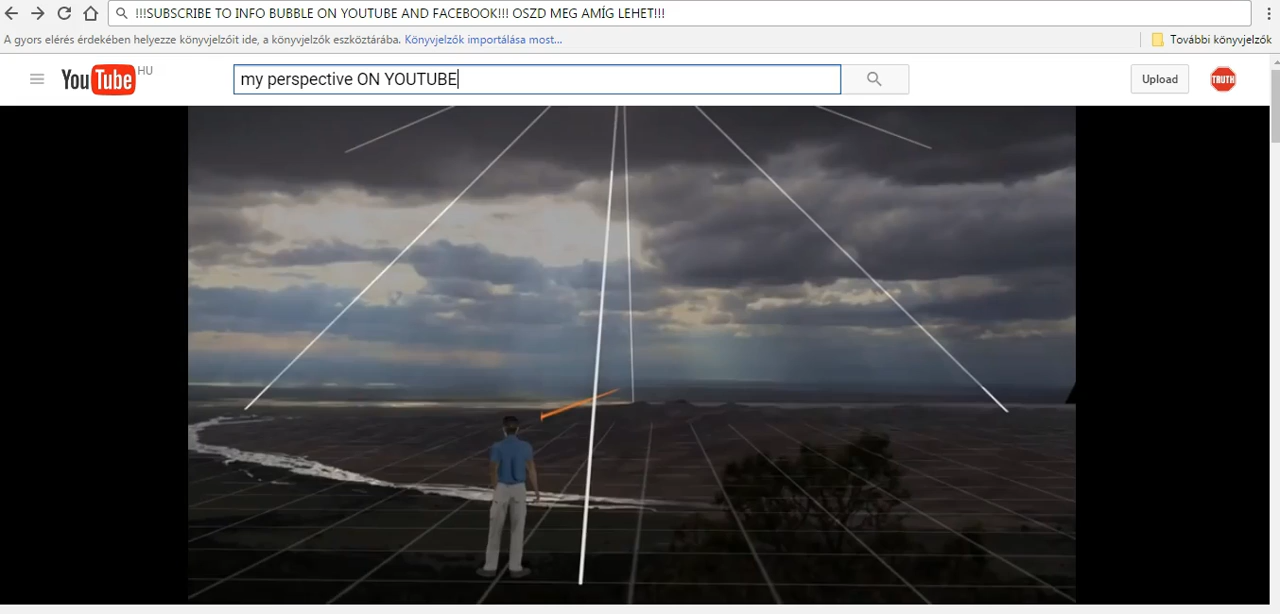 !!!SUBSCRIBE TO INFO BUBBLE ON YOUTUBE AND FACEBOOK!!! OSZD MEG AMÍG LEHET!!!
A gyors elérés érdekében helyezze könyvjelzőit ide, a könyvjelzők eszköztárába. Könyvjelzők importálása most...
További könyvjelzők
YouTube HU
my perspective ON YOUTUBE
Upload
TRUTH